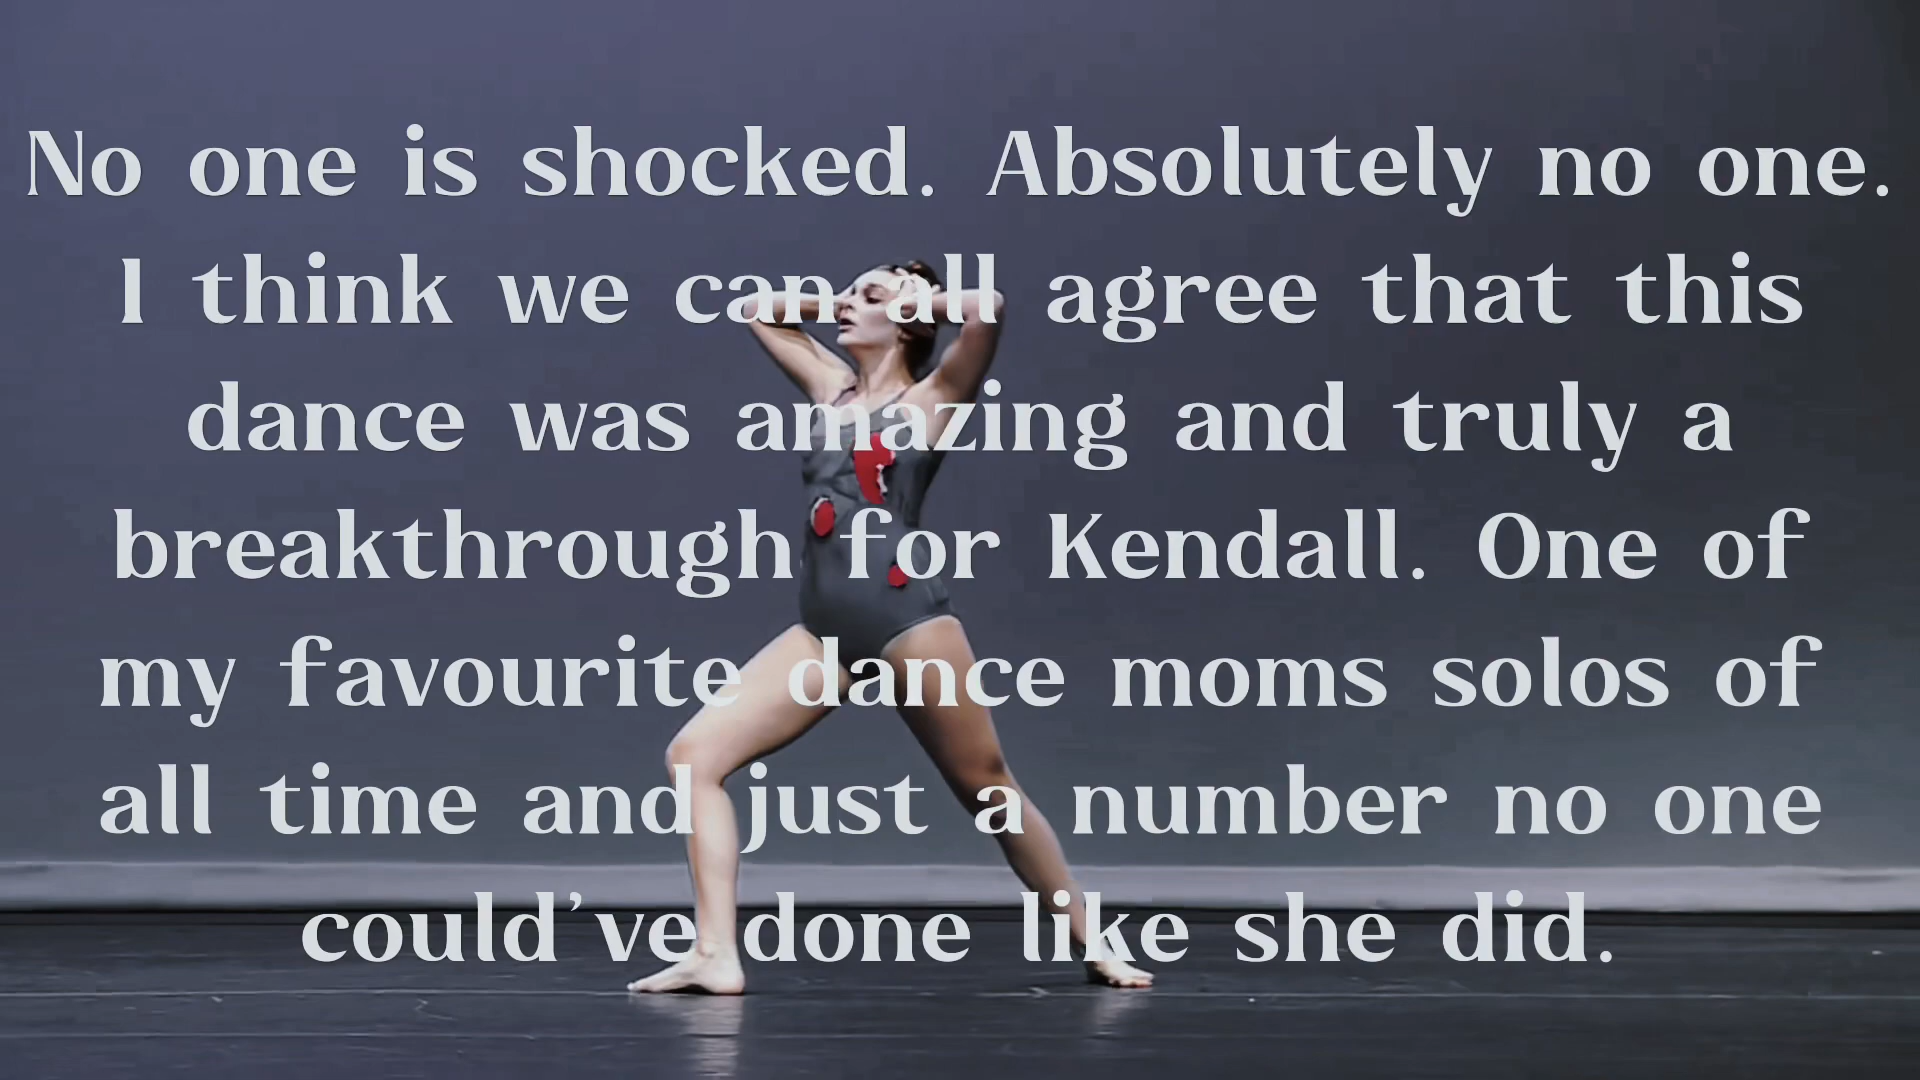 No one is shocked. Absolutely no one.
I think we can all agree that this
dance was amazing and truly a
breakthrough for Kendall. One of
my favourite dance moms solos of
all time and just a number no one
could've done like she did.